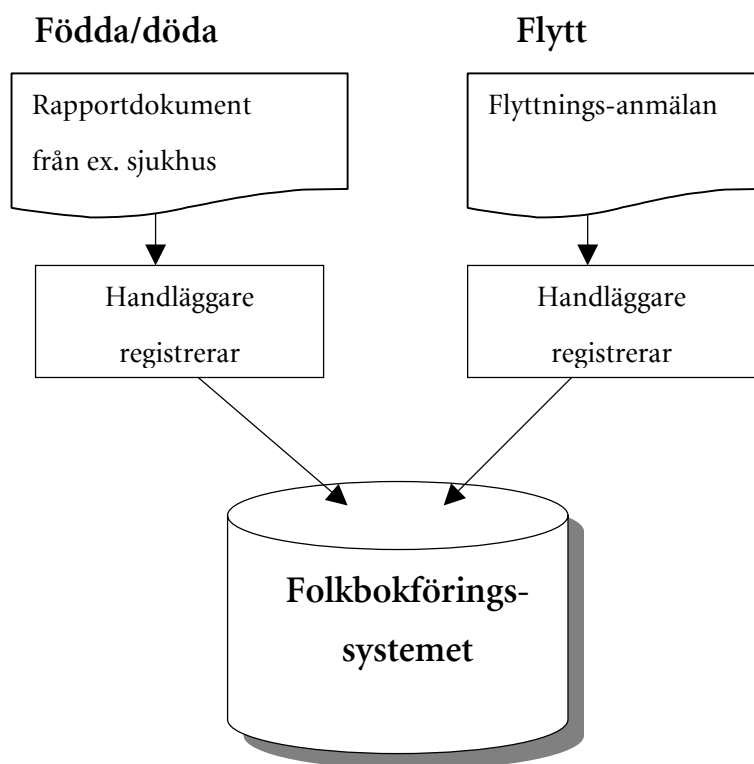 Födda/döda
Flytt
Rapportdokument
från ex. sjukhus
Flyttnings-anmälan
Handläggare
registrerar
Handläggare
registrerar
Folkbokförings-
systemet